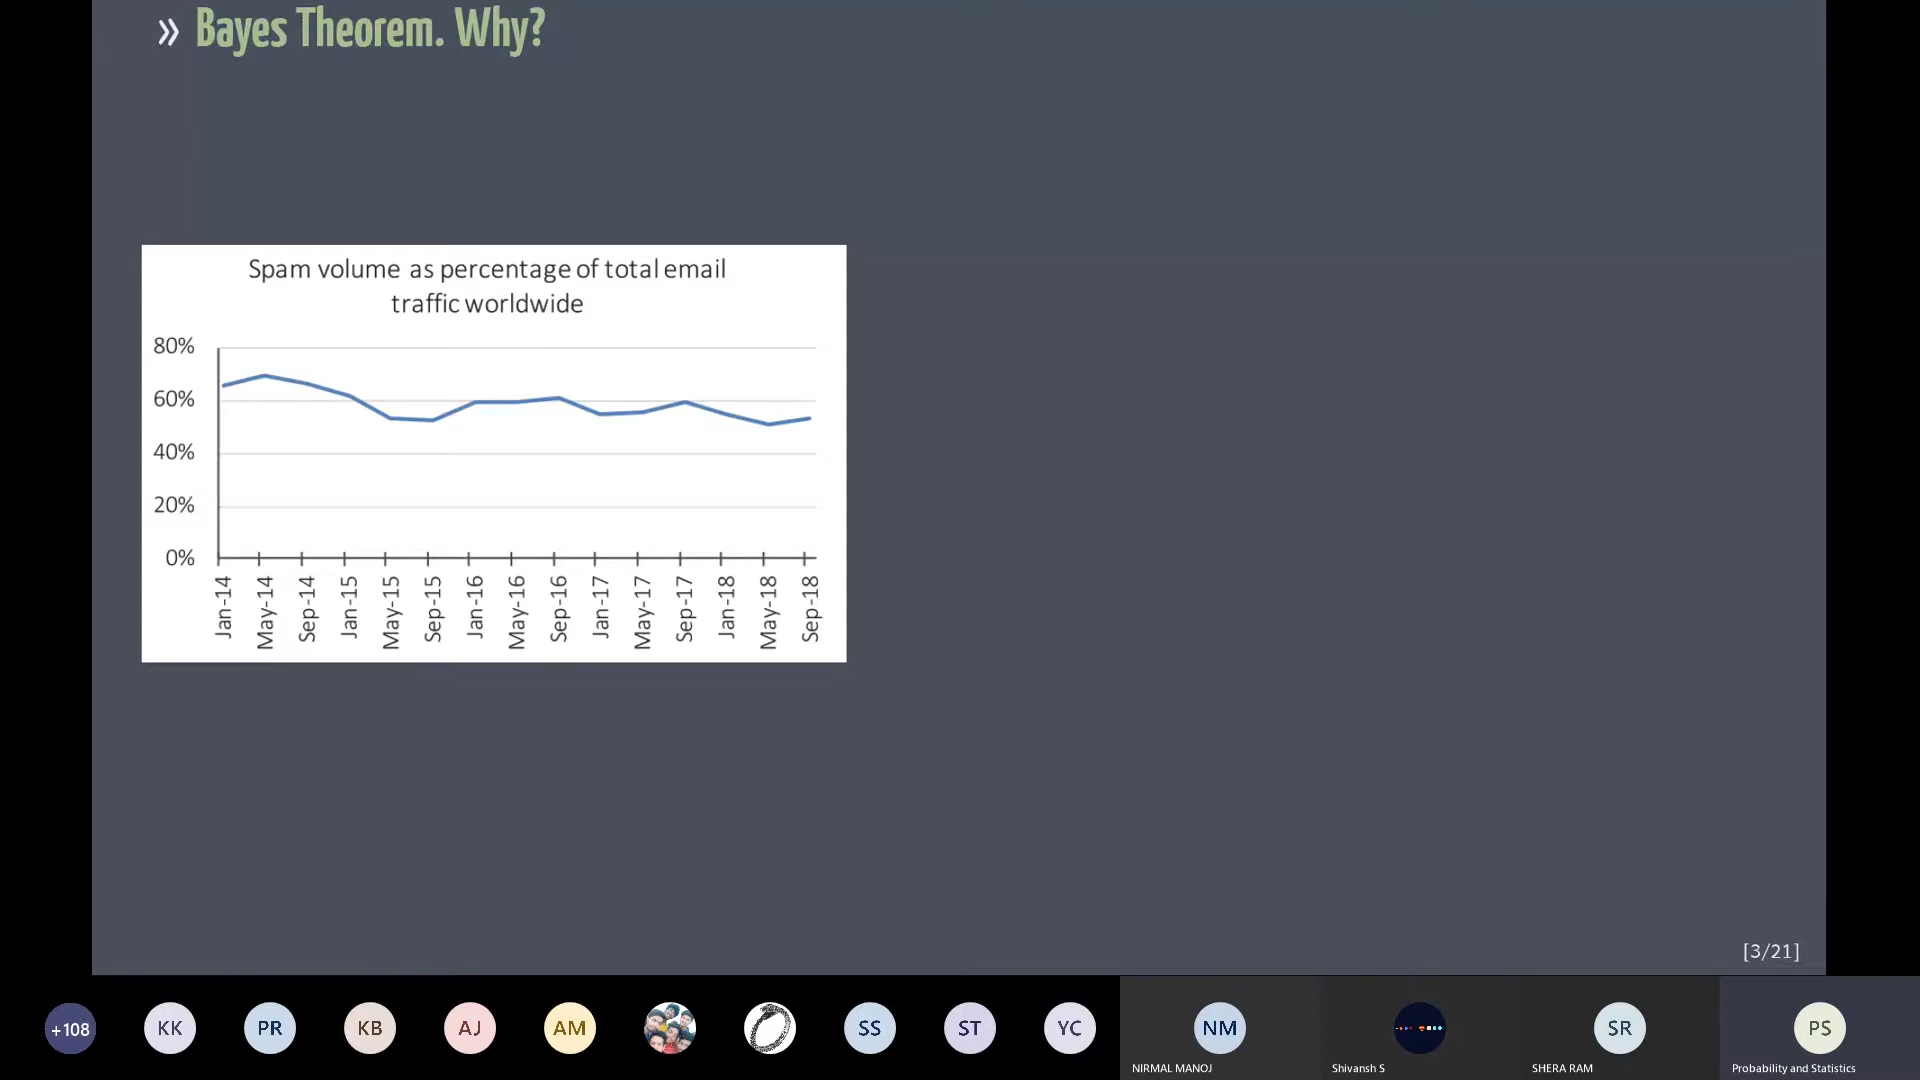 » Bayes Theorem. Why?
Spam volume as percentage of total email
traffic worldwide
80%
60%
40%
20%
0%
Jan-14
May-14
Sep-14
Jan-15
May-15
Sep-15
Jan-16
May-16
Sep-16
Jan-17
May-17
Sep-17
Jan-18
May-18
Sep-18
[3/21]
+108
KK
PR
KB
AJ
AM
SS
ST
YC
NM
SR
PS
NIRMAL MANOJ
Shivansh S
SHERA RAM
Probability and Statistics